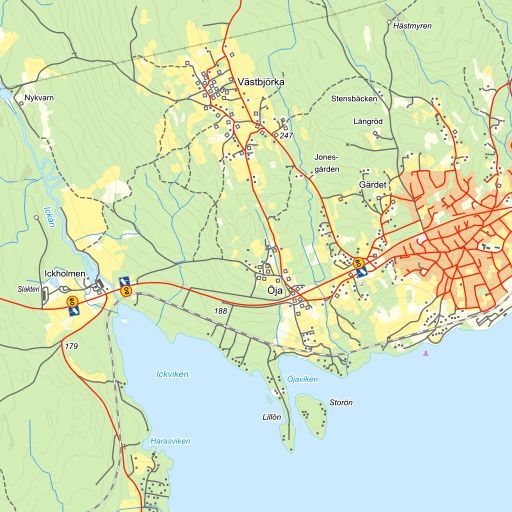 Hästmyren
Västbjörka
Nykvarn
Stensbäcken
Långröd
247
Jones-
gården
Gärdet
Ickån
Ickholmen
Slakteri
Öja
188
179
Ickviken
Öjaviken
Storön
Lillön
Harasviken